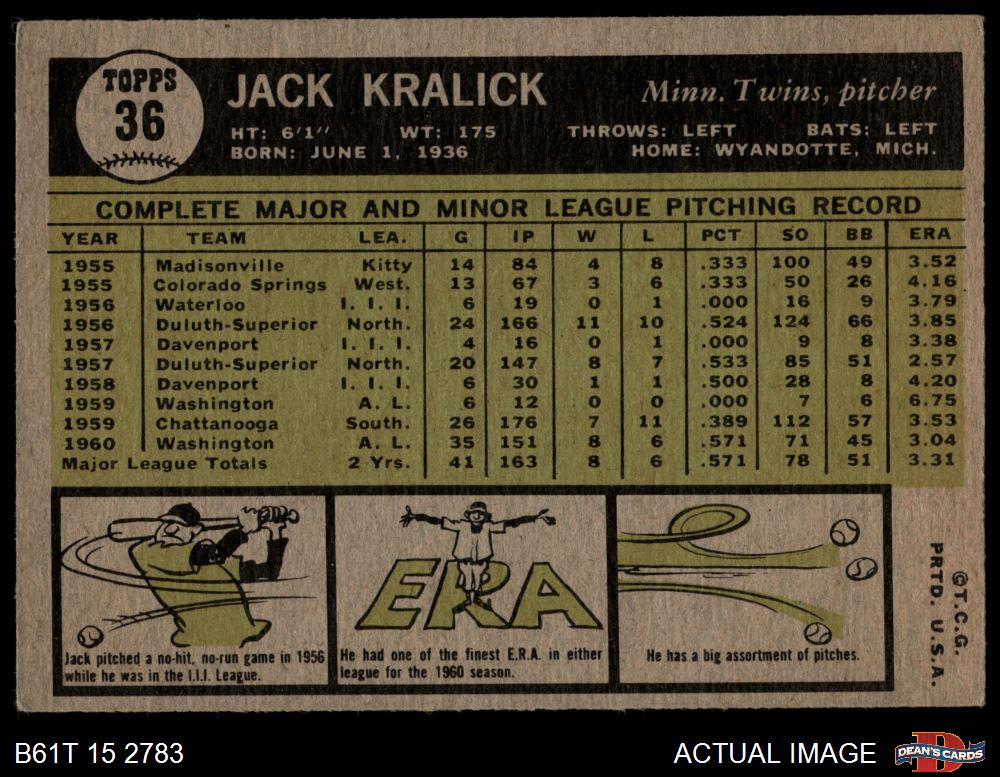 TOPPS
36
JACK KRALICK
Minn. Twins, pitcher
HT: 6'1" WT: 175 THROWS: LEFT BATS: LEFT
BORN: JUNE 1, 1936 HOME: WYANDOTTE, MICH.
COMPLETE MAJOR AND MINOR LEAGUE PITCHING RECORD
YEAR TEAM LEA. G IP W L PCT SO BB ERA
1955 Madisonville Kitty 14 84 4 8 .333 100 49 3.52
1955 Colorado Springs West. 13 67 3 6 .333 50 26 4.16
1956 Waterloo I. I. I. 6 19 0 1 .000 16 9 3.79
1956 Duluth-Superior North. 24 166 11 10 .524 124 66 3.85
1957 Davenport I. I. I. 4 16 0 1 .000 9 8 3.38
1957 Duluth-Superior North. 20 147 8 7 .533 85 51 2.57
1958 Davenport I. I. I. 6 30 1 1 .500 28 8 4.20
1959 Washington A. L. 6 12 0 0 .000 7 6 6.75
1959 Chattanooga South. 26 176 7 11 .389 112 57 3.53
1960 Washington A. L. 35 151 8 6 .571 71 45 3.04
Major League Totals 2 Yrs. 41 163 8 6 .571 78 51 3.31
Jack pitched a no-hit, no-run game in 1956
while he was in the I.I.I. League.
ERA
He had one of the finest E.R.A. in either
league for the 1960 season.
He has a big assortment of pitches.
©T.C.G.
PRTD. U.S.A.
B61T 15 2783
ACTUAL IMAGE
D
DEAN'S CARDS